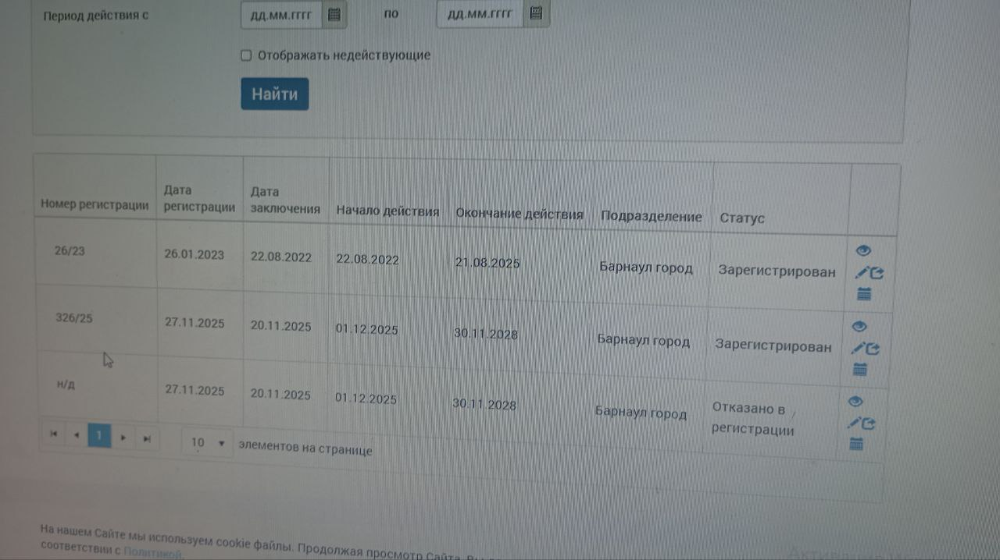 Период действия с дд.мм.гггг по дд.мм.гггг
Отображать недействующие
Найти
Номер регистрации Дата регистрации Дата заключения Начало действия Окончание действия Подразделение Статус
26/23 26.01.2023 22.08.2022 22.08.2022 21.08.2025 Барнаул город Зарегистрирован
326/25 27.11.2025 20.11.2025 01.12.2025 30.11.2028 Барнаул город Зарегистрирован
н/д 27.11.2025 20.11.2025 01.12.2025 30.11.2028 Барнаул город Отказано в регистрации
1 10 элементов на странице
На нашем Сайте мы используем cookie файлы. Продолжая просмотр Сайта,
соответствии с Политикой.